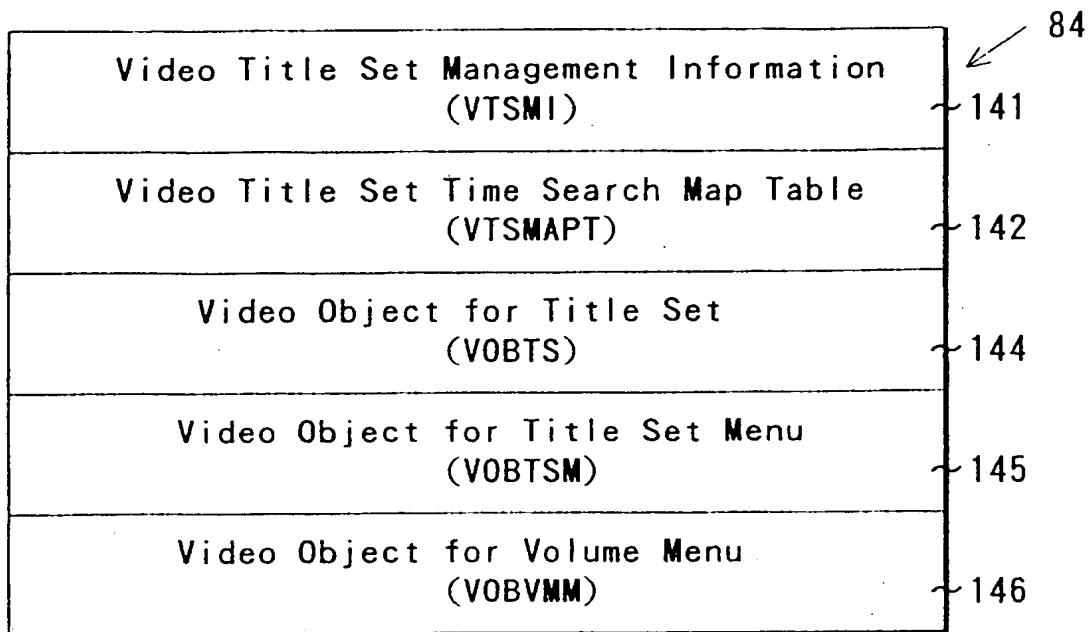 84
Video Title Set Management Information
(VTSMI)
141
Video Title Set Time Search Map Table
(VTSMAPT)
142
Video Object for Title Set
(VOBTS)
144
Video Object for Title Set Menu
(VOBTSM)
145
Video Object for Volume Menu
(VOBVMM)
146